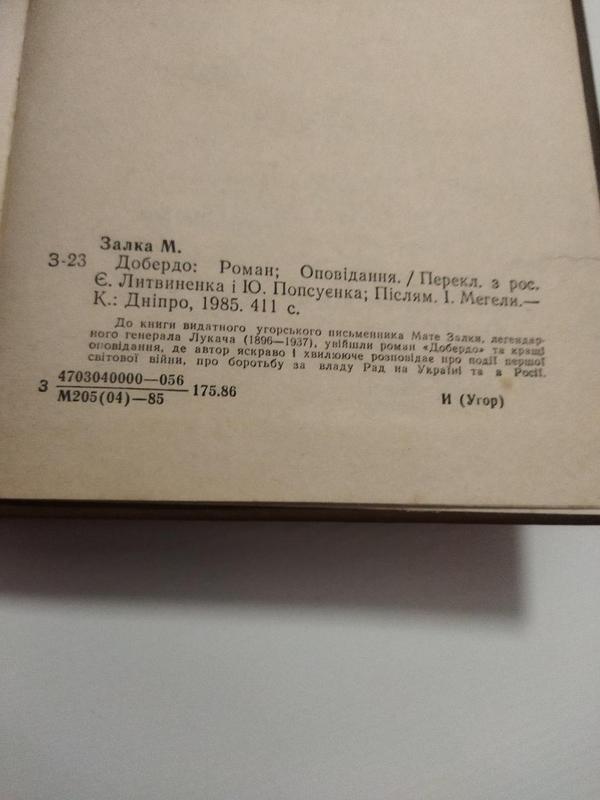 Залка М.
З-23 Добердо: Роман; Оповідання. / Перекл. з рос.
Є. Литвиненка і Ю. Попсуєнка; Післям. І. Мегели.—
К.: Дніпро, 1985. 411 с.
До книги видатного угорського письменника Мате Залки, легендар-
ного генерала Лукача (1896—1937), увійшли роман «Добердо» та кращі
оповідання, де автор яскраво і хвилююче розповідає про події першої
світової війни, про боротьбу за владу Рад на Україні та в Росії.
З 4703040000—056 175.86
М205(04)—85
И (Угор)